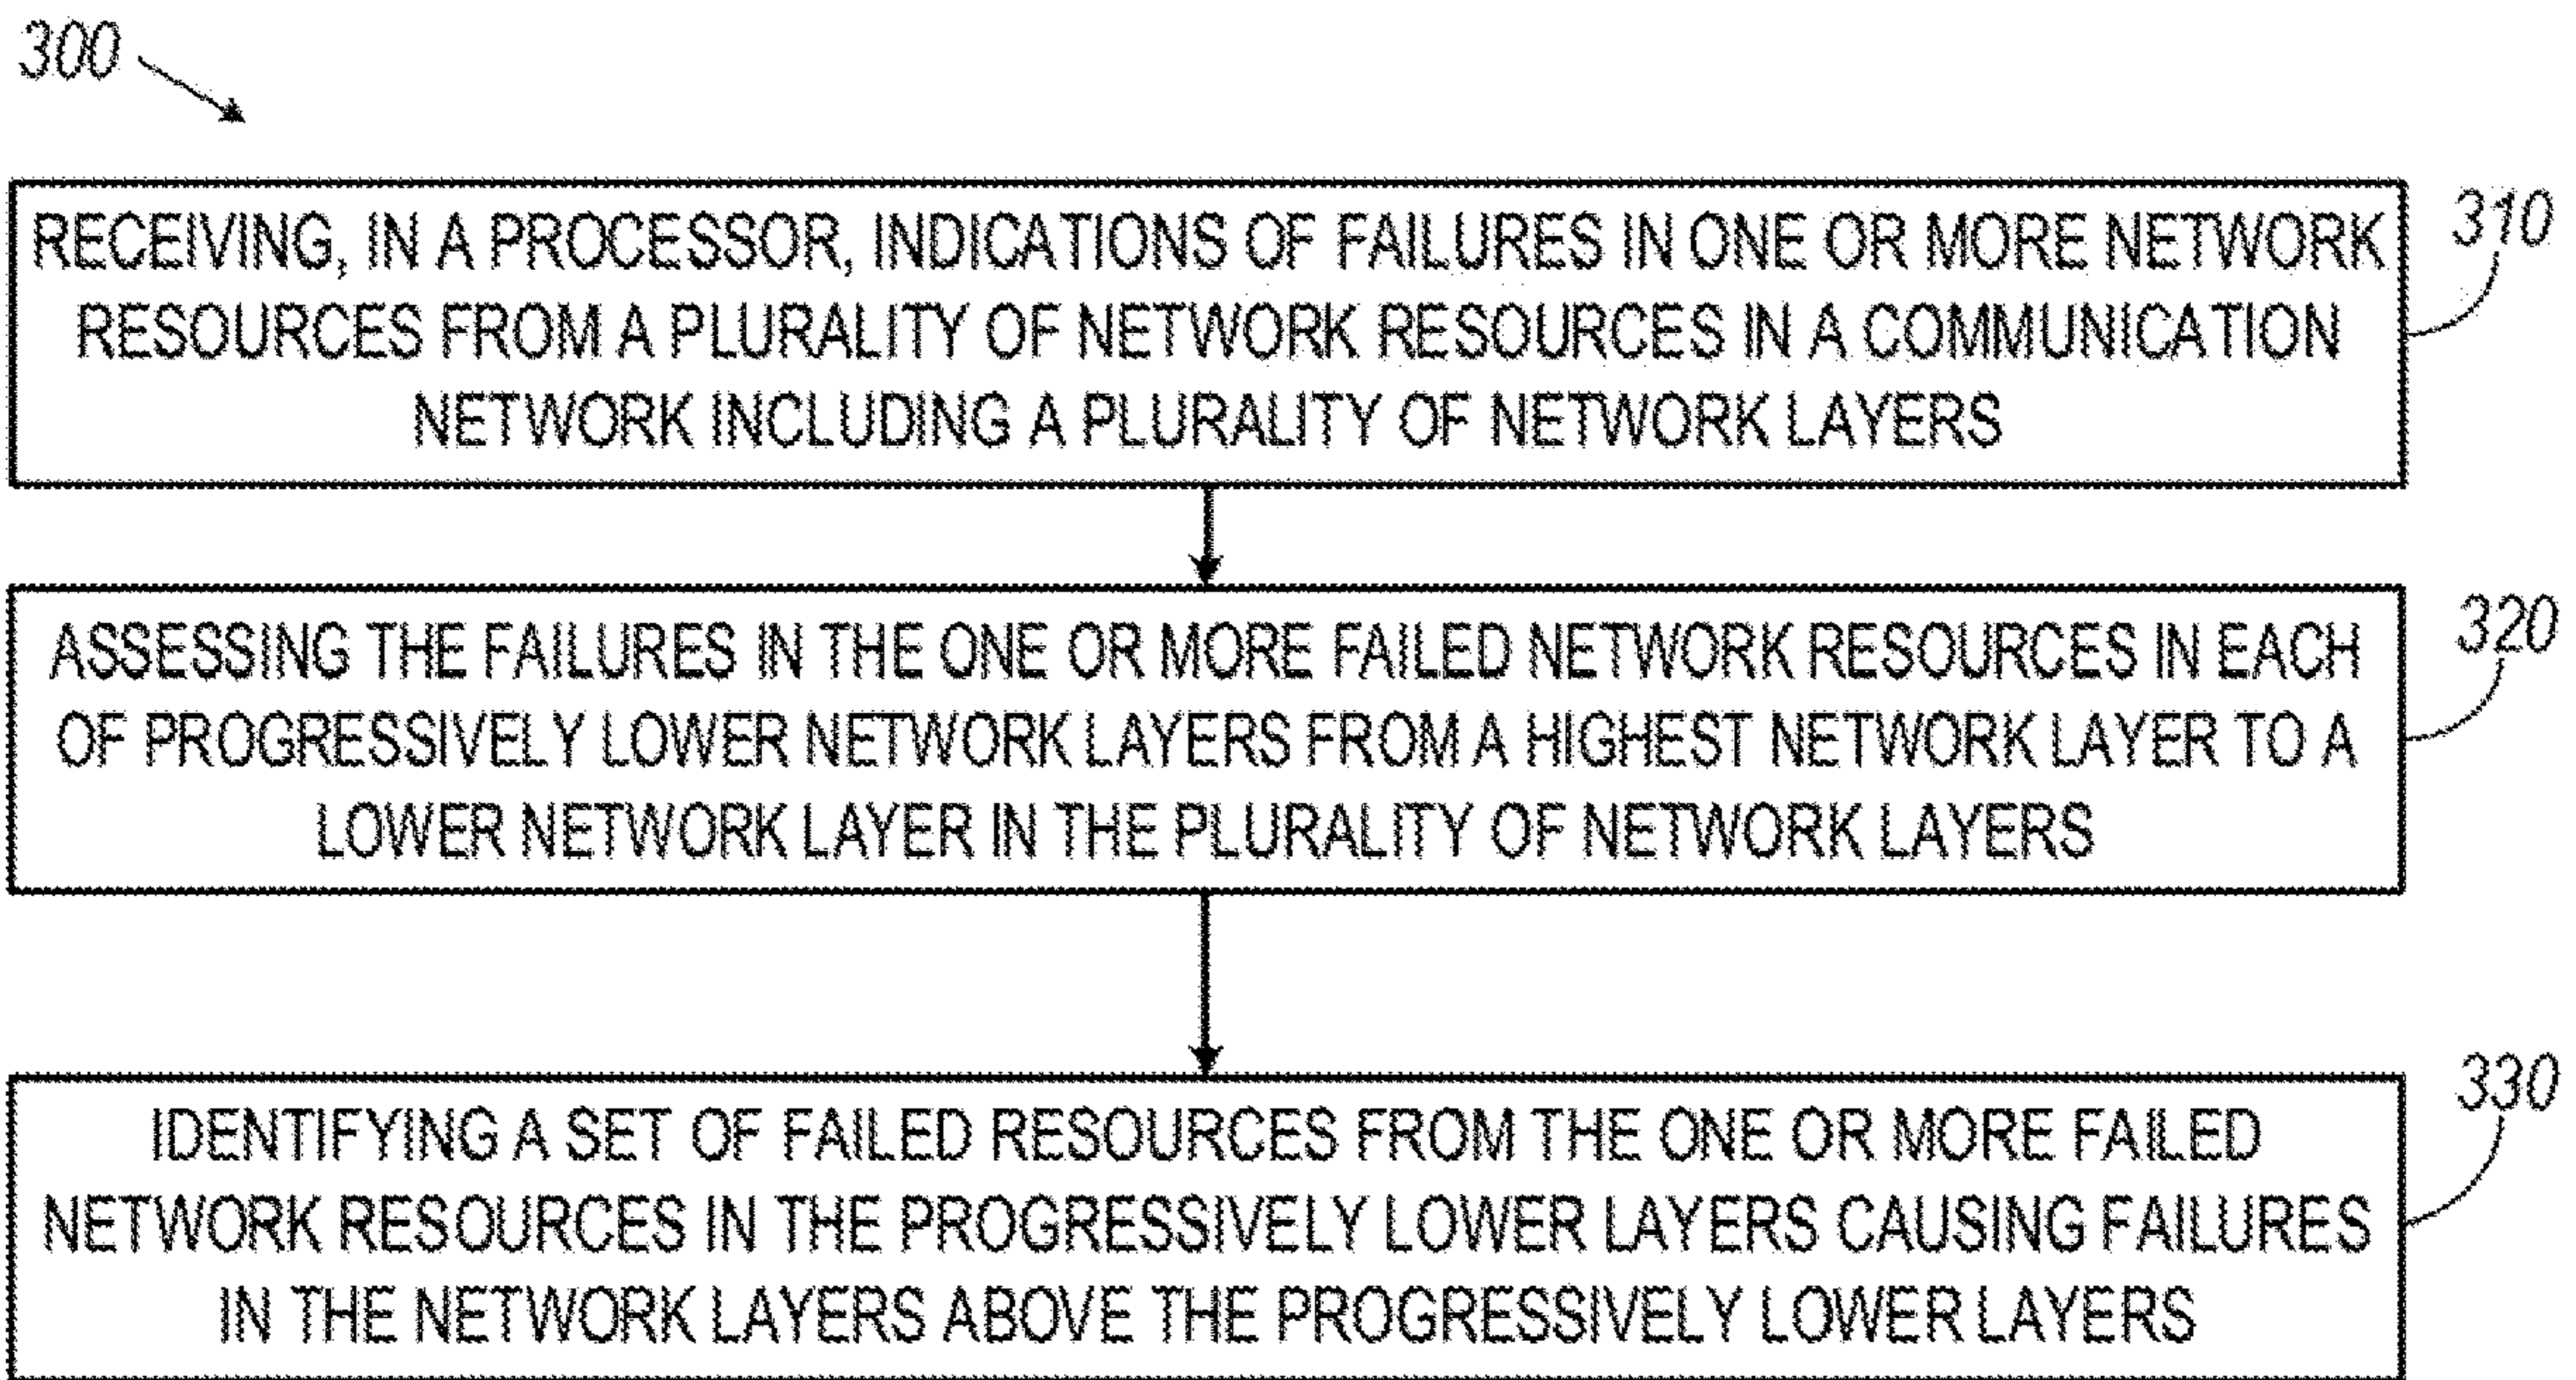 300
RECEIVING, IN A PROCESSOR, INDICATIONS OF FAILURES IN ONE OR MORE NETWORK
RESOURCES FROM A PLURALITY OF NETWORK RESOURCES IN A COMMUNICATION
NETWORK INCLUDING A PLURALITY OF NETWORK LAYERS
310
ASSESSING THE FAILURES IN THE ONE OR MORE FAILED NETWORK RESOURCES IN EACH
OF PROGRESSIVELY LOWER NETWORK LAYERS FROM A HIGHEST NETWORK LAYER TO A
LOWER NETWORK LAYER IN THE PLURALITY OF NETWORK LAYERS
320
IDENTIFYING A SET OF FAILED RESOURCES FROM THE ONE OR MORE FAILED
NETWORK RESOURCES IN THE PROGRESSIVELY LOWER LAYERS CAUSING FAILURES
IN THE NETWORK LAYERS ABOVE THE PROGRESSIVELY LOWER LAYERS
330